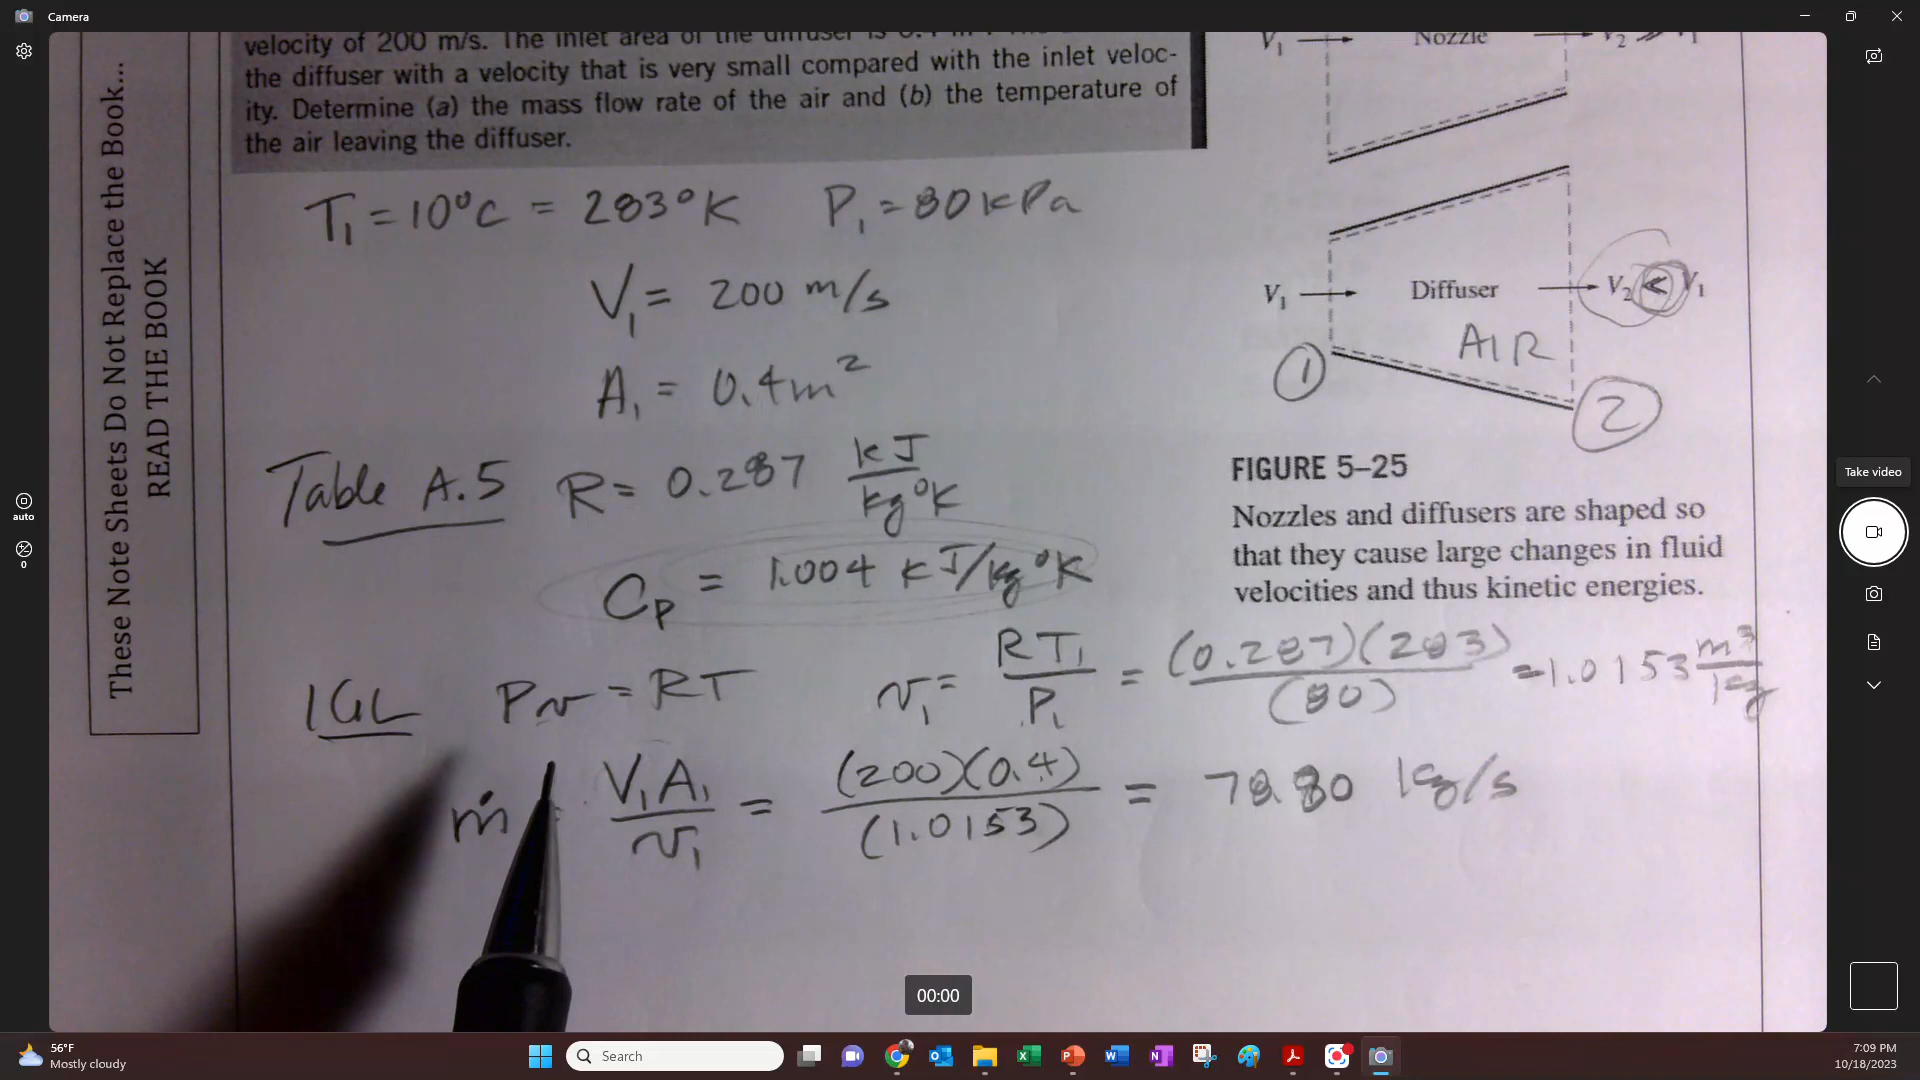 Camera
velocity of 200 m/s. The inlet area of the diffuser is 0.4 m². The
the diffuser with a velocity that is very small compared with the inlet veloc-
ity. Determine (a) the mass flow rate of the air and (b) the temperature of
the air leaving the diffuser.
These Note Sheets Do Not Replace the Book...
READ THE BOOK
V₁ Nozzle V₂ ≫ V₁
T₁ = 10°C = 283°K P₁ = 80 kPa
V₁ = 200 m/s
A₁ = 0.4 m²
V₁ Diffuser V₂ ≪ V₁
AIR
1
2
Table A.5 R = 0.287 kJ/kg°K
Cp = 1.004 kJ/kg°K
FIGURE 5–25
Nozzles and diffusers are shaped so
that they cause large changes in fluid
velocities and thus kinetic energies.
IGL Pv = RT v₁ = RT₁/P₁ = (0.287)(283)/(80) = 1.0153 m³/kg
ṁ V₁A₁/v₁ = (200)(0.4)/(1.0153) = 78.80 kg/s
auto
0
Take video
00:00
56°F
Mostly cloudy
Search
7:09 PM
10/18/2023